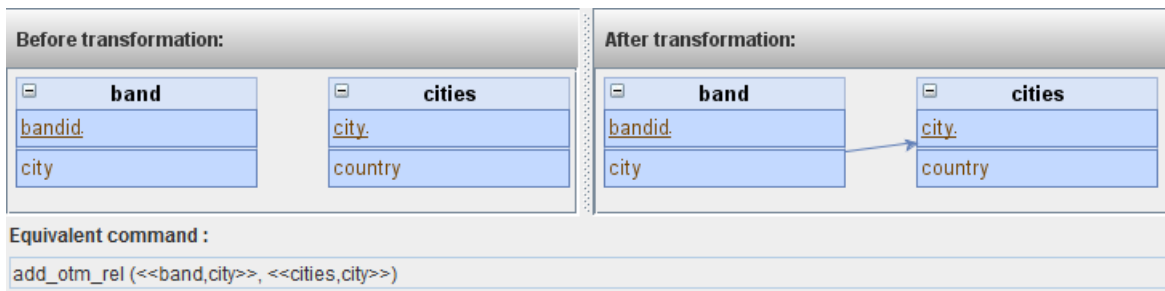 Before transformation:
After transformation:
band
cities
band
cities
bandid.
city.
bandid.
city.
city
country
city
country
Equivalent command :
add_otm_rel (<<band,city>>, <<cities,city>>)